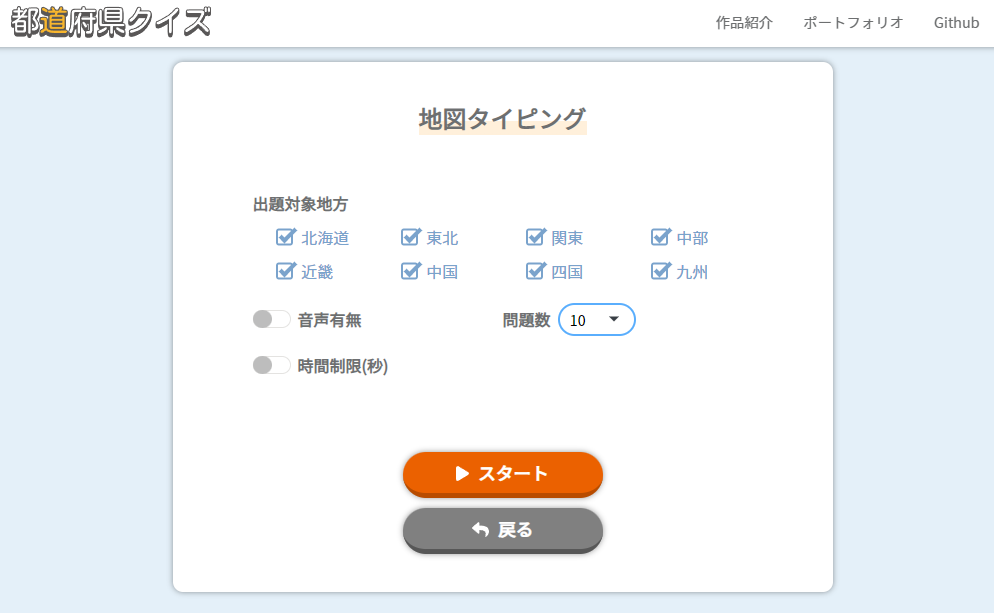 都道府県クイズ 作品紹介 ポートフォリオ Github
地図タイピング
出題対象地方
北海道 東北 関東 中部
近畿 中国 四国 九州
音声有無 問題数 10
時間制限(秒)
スタート
戻る